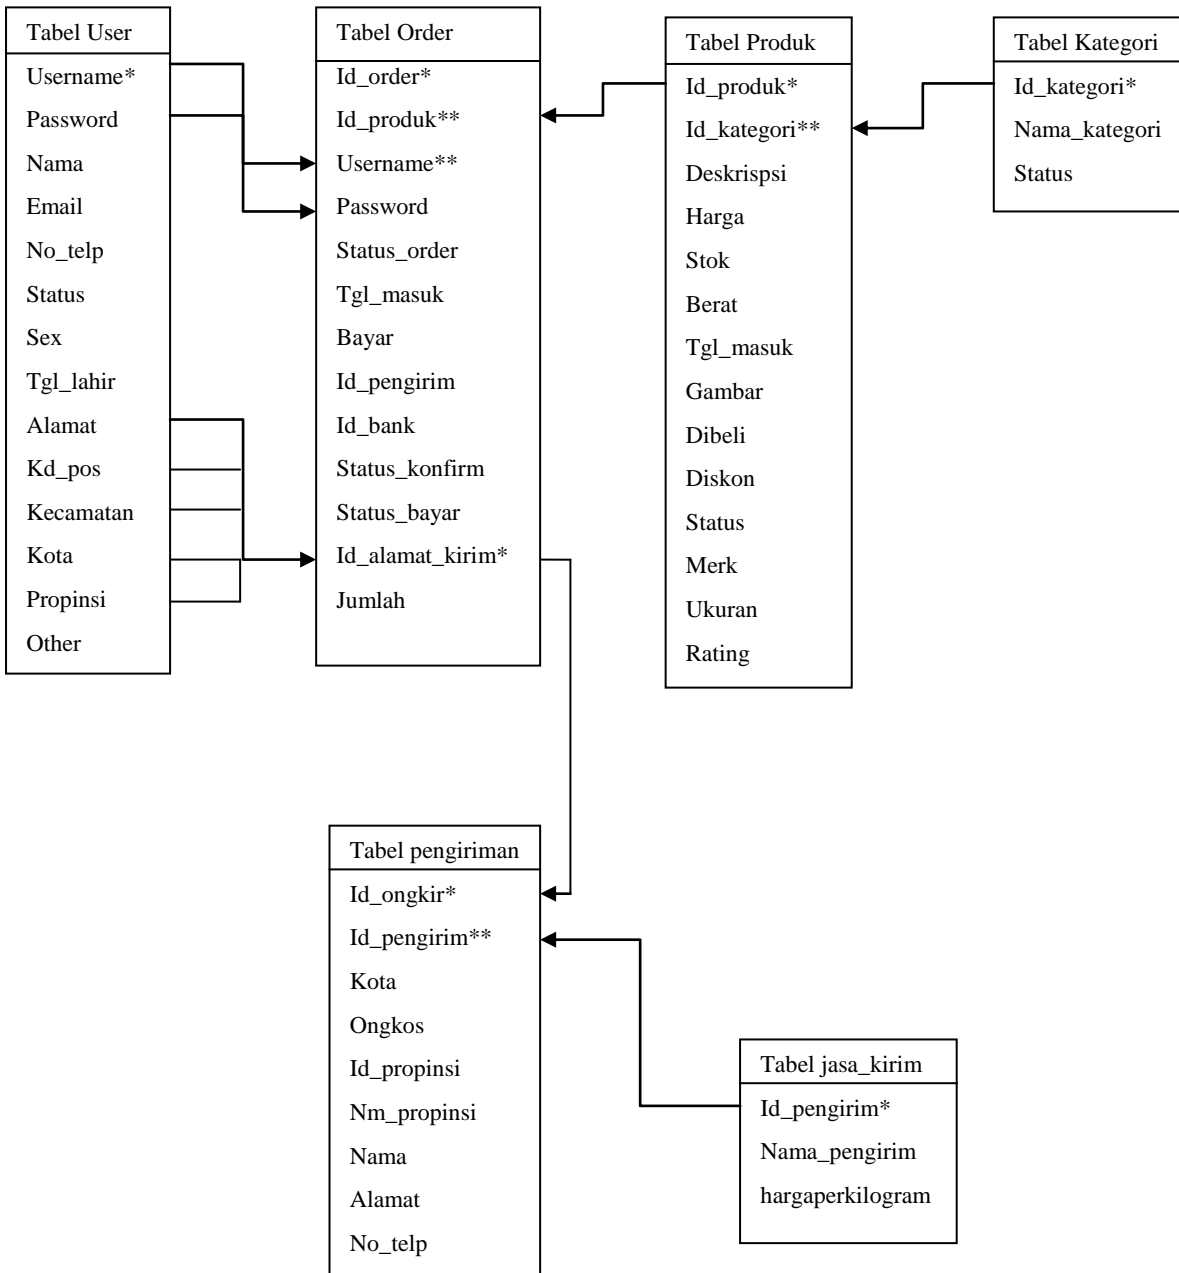 Tabel User
Username*
Password
Nama
Email
No_telp
Status
Sex
Tgl_lahir
Alamat
Kd_pos
Kecamatan
Kota
Propinsi
Other
Tabel Order
Id_order*
Id_produk**
Username**
Password
Status_order
Tgl_masuk
Bayar
Id_pengirim
Id_bank
Status_konfirm
Status_bayar
Id_alamat_kirim*
Jumlah
Tabel Produk
Id_produk*
Id_kategori**
Deskrispsi
Harga
Stok
Berat
Tgl_masuk
Gambar
Dibeli
Diskon
Status
Merk
Ukuran
Rating
Tabel Kategori
Id_kategori*
Nama_kategori
Status
Tabel pengiriman
Id_ongkir*
Id_pengirim**
Kota
Ongkos
Id_propinsi
Nm_propinsi
Nama
Alamat
No_telp
Tabel jasa_kirim
Id_pengirim*
Nama_pengirim
hargaperkilogram